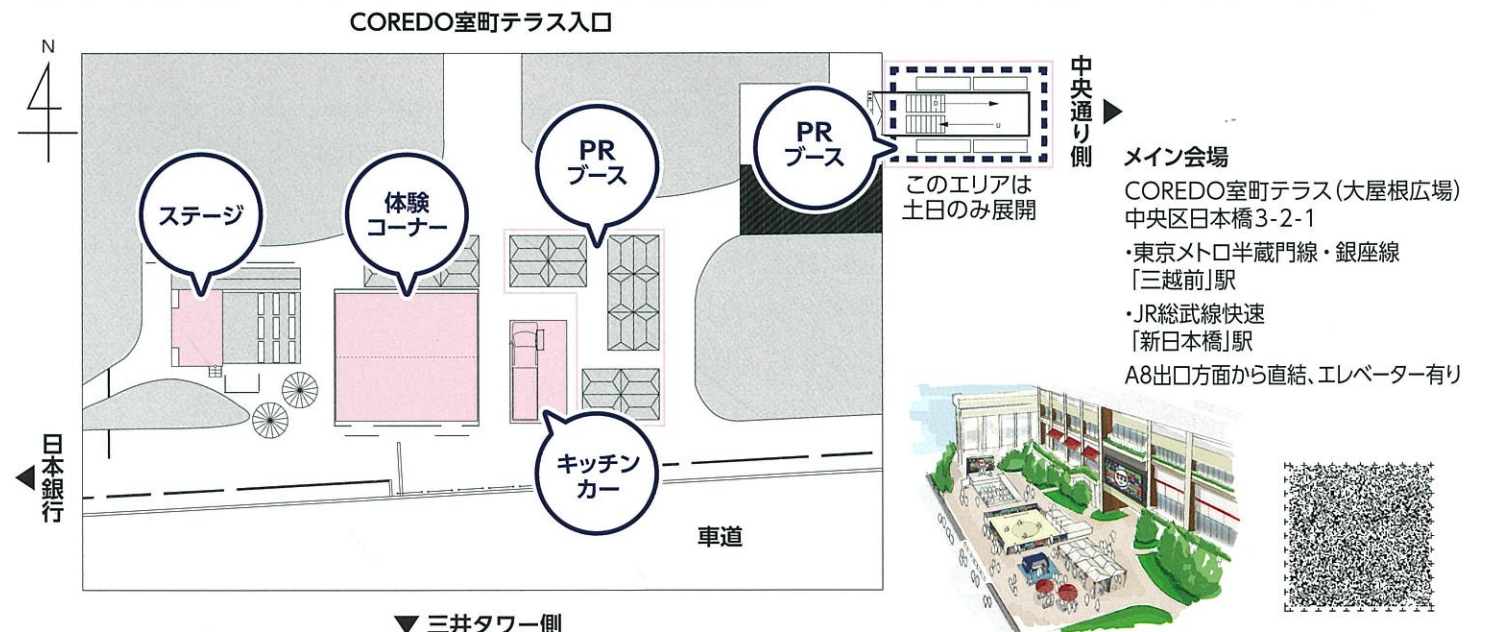 COREDO室町テラス入口
N
中央通り側
ステージ
体験
コーナー
PR
ブース
PR
ブース
このエリアは
土日のみ展開
キッチン
カー
日本銀行
車道
▼ 三井タワー側
メイン会場
COREDO室町テラス(大屋根広場)
中央区日本橋3-2-1
・東京メトロ半蔵門線・銀座線
「三越前」駅
・JR総武線快速
「新日本橋」駅
A8出口方面から直結、エレベーター有り